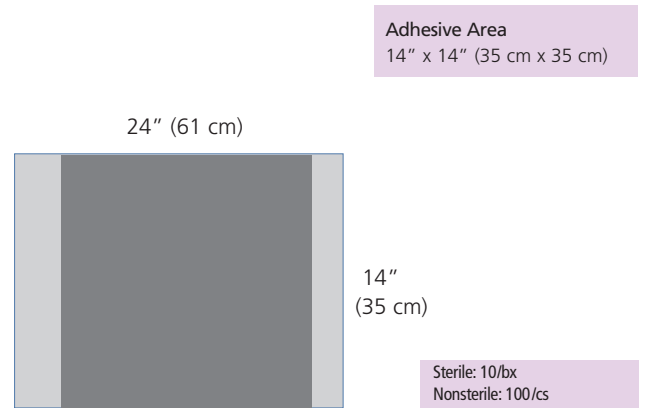 Adhesive Area
14” x 14” (35 cm x 35 cm)
24” (61 cm)
14”
(35 cm)
Sterile: 10/bx
Nonsterile: 100/cs